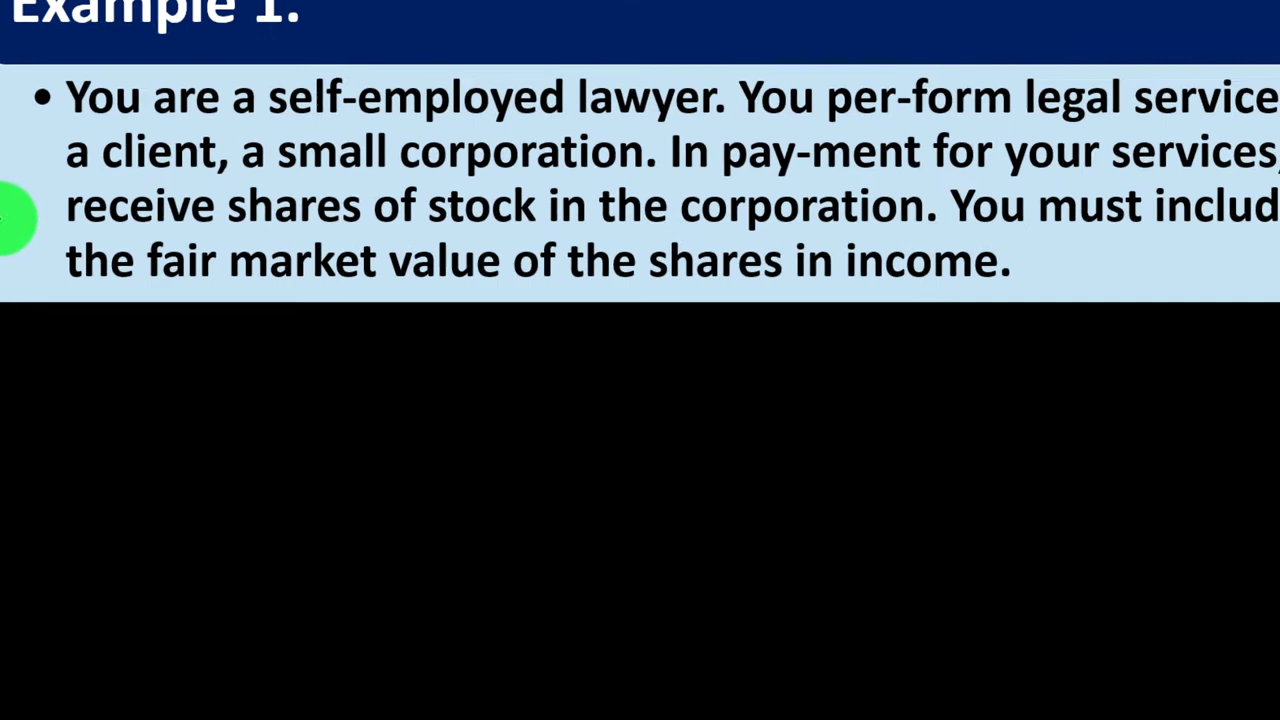 Example 1.
• You are a self-employed lawyer. You per-form legal service
a client, a small corporation. In pay-ment for your services,
receive shares of stock in the corporation. You must includ
the fair market value of the shares in income.